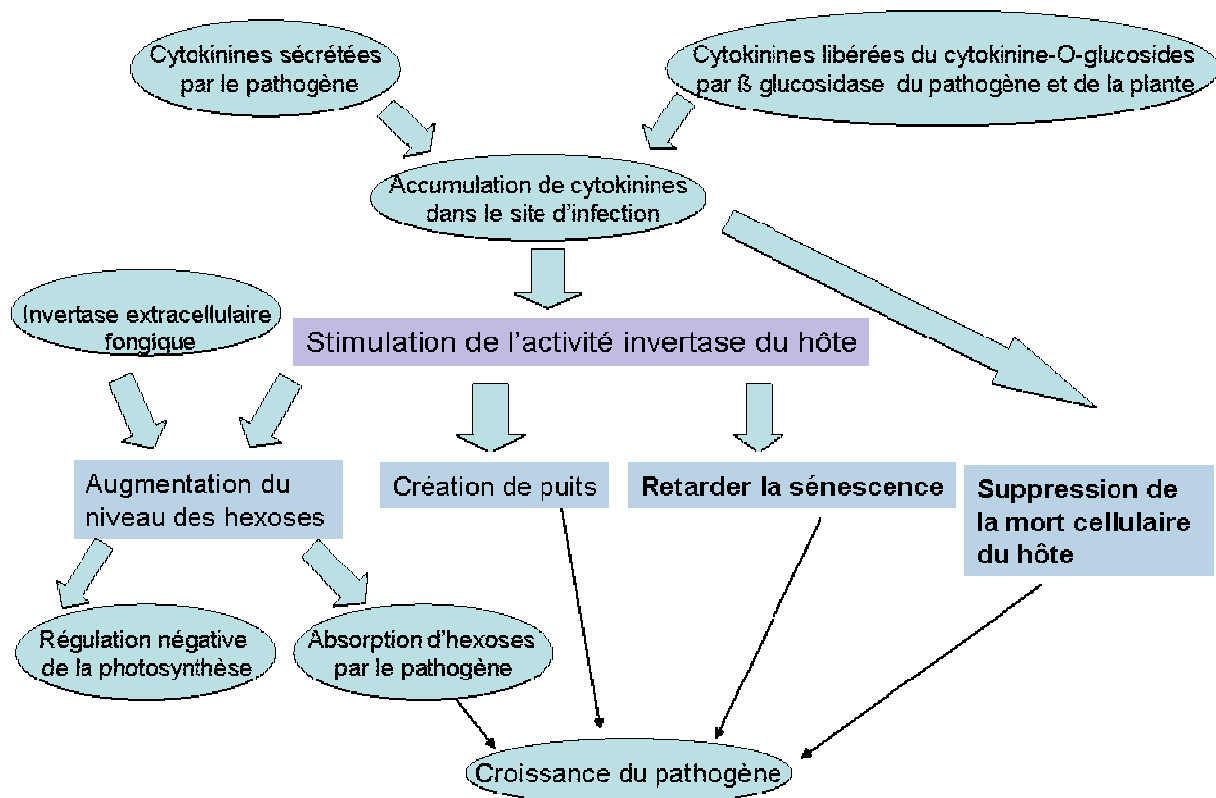 Cytokinines sécrétées
par le pathogène
Cytokinines libérées du cytokinine-O-glucosides
par ß glucosidase du pathogène et de la plante
Accumulation de cytokinines
dans le site d'infection
Invertase extracellulaire
fongique
Stimulation de l'activité invertase du hôte
Augmentation du
niveau des hexoses
Création de puits
Retarder la sénescence
Suppression de
la mort cellulaire
du hôte
Régulation négative
de la photosynthèse
Absorption d'hexoses
par le pathogène
Croissance du pathogène